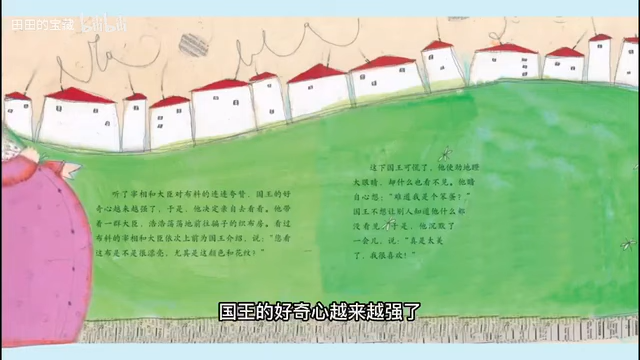 田田的宝藏 bilibili
听了宰相和大臣对布料的连连夸赞，国王的好
奇心越来越强了，于是，他决定亲自去看看。他带
着一群大臣，浩浩荡荡地前往骗子的织布房。看过
布料的宰相和大臣依次上前为国王介绍，说：“您看
这布是不是很漂亮，尤其是这颜色和花纹？”
这下国王可慌了，他使劲地瞪
大眼睛，却什么也看不见。他暗
自心想：“难道我是个笨蛋？”
国王不想让别人知道他什么都
没看见，于是，他沉默了
一会儿，说：“真是太美
了，我很喜欢！”
国王的好奇心越来越强了